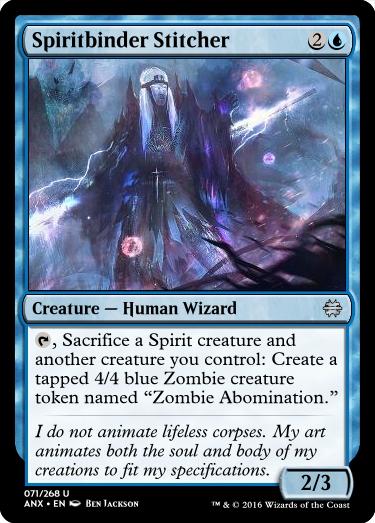 Spiritbinder Stitcher 2
Creature — Human Wizard
, Sacrifice a Spirit creature and
another creature you control: Create a
tapped 4/4 blue Zombie creature
token named “Zombie Abomination.”
I do not animate lifeless corpses. My art
animates both the soul and body of my
creations to fit my specifications.
2/3
071/268 U
ANX • EN Ben Jackson
™ & © 2016 Wizards of the Coast